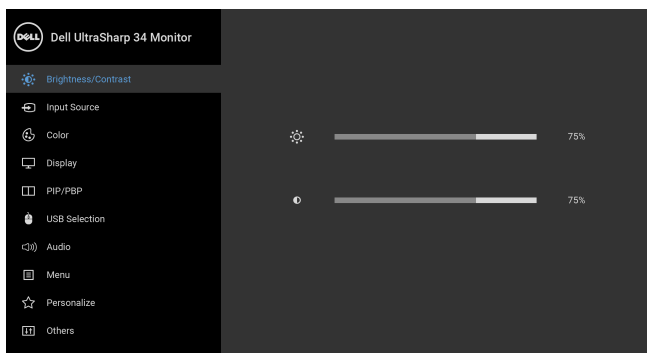 DELL Dell UltraSharp 34 Monitor
Brightness/Contrast
Input Source
Color
75%
Display
PIP/PBP
75%
USB Selection
Audio
Menu
Personalize
Others